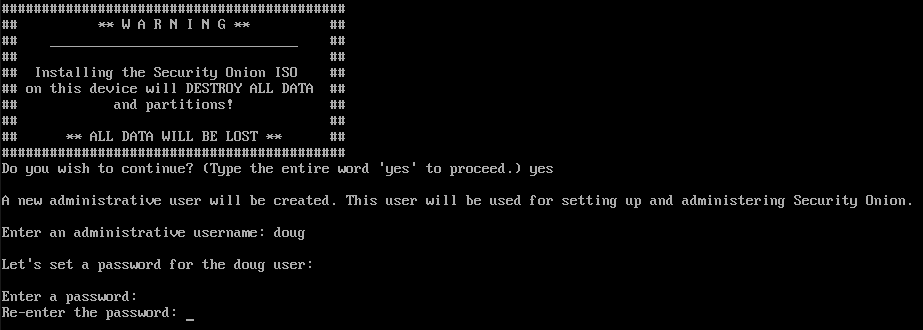 ###########################################
## ** W A R N I N G ** ##
## _______________________________ ##
## ##
## Installing the Security Onion ISO ##
## on this device will DESTROY ALL DATA ##
## and partitions! ##
## ##
## ** ALL DATA WILL BE LOST ** ##
###########################################
Do you wish to continue? (Type the entire word 'yes' to proceed.) yes
A new administrative user will be created. This user will be used for setting up and administering Security Onion.
Enter an administrative username: doug
Let's set a password for the doug user:
Enter a password:
Re-enter the password: _